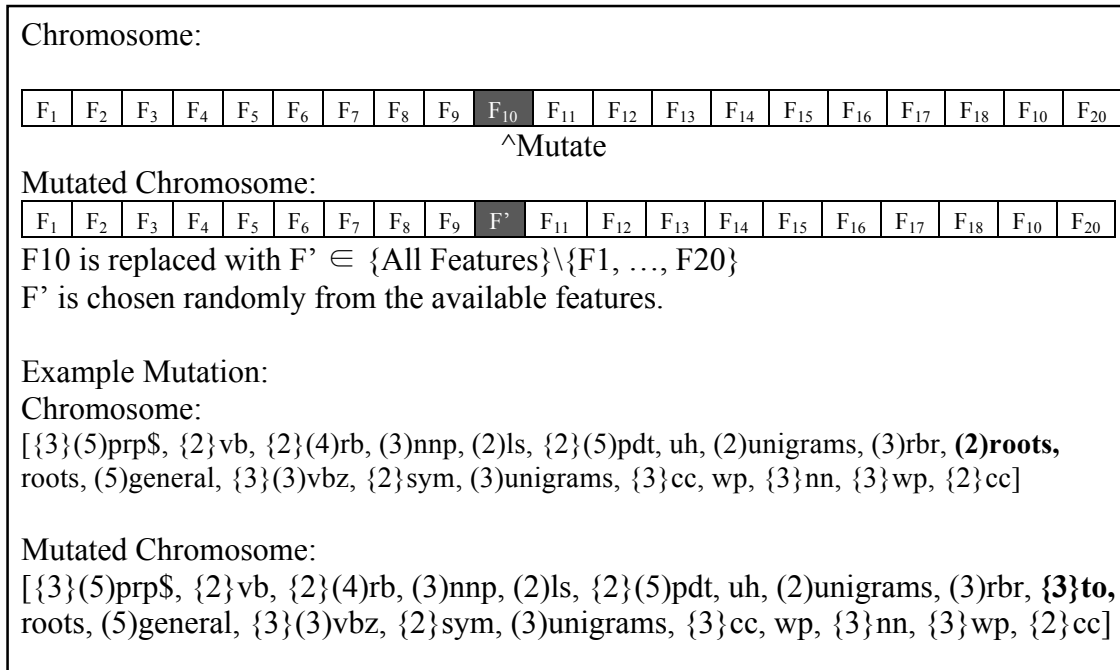 Chromosome:
F₁ F₂ F₃ F₄ F₅ F₆ F₇ F₈ F₉ F₁₀ F₁₁ F₁₂ F₁₃ F₁₄ F₁₅ F₁₆ F₁₇ F₁₈ F₁₀ F₂₀
^Mutate
Mutated Chromosome:
F₁ F₂ F₃ F₄ F₅ F₆ F₇ F₈ F₉ F’ F₁₁ F₁₂ F₁₃ F₁₄ F₁₅ F₁₆ F₁₇ F₁₈ F₁₀ F₂₀
F10 is replaced with F’ ∈ {All Features}\{F1, …, F20}
F’ is chosen randomly from the available features.
Example Mutation:
Chromosome:
[{3}(5)prp$, {2}vb, {2}(4)rb, (3)nnp, (2)ls, {2}(5)pdt, uh, (2)unigrams, (3)rbr, (2)roots,
roots, (5)general, {3}(3)vbz, {2}sym, (3)unigrams, {3}cc, wp, {3}nn, {3}wp, {2}cc]
Mutated Chromosome:
[{3}(5)prp$, {2}vb, {2}(4)rb, (3)nnp, (2)ls, {2}(5)pdt, uh, (2)unigrams, (3)rbr, {3}to,
roots, (5)general, {3}(3)vbz, {2}sym, (3)unigrams, {3}cc, wp, {3}nn, {3}wp, {2}cc]